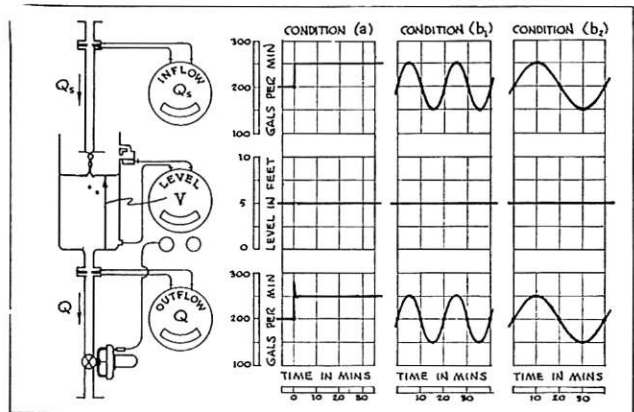 CONDITION (a)
CONDITION (b₁)
CONDITION (b₂)
INFLOW
Qs
Qs
GALS PER MIN
300
200
100
LEVEL
V
LEVEL IN FEET
10
5
0
OUTFLOW
Q
Q
GALS PER MIN
300
200
100
TIME IN MINS
TIME IN MINS
TIME IN MINS
0 10 20 30
0 10 20 30
0 10 20 30